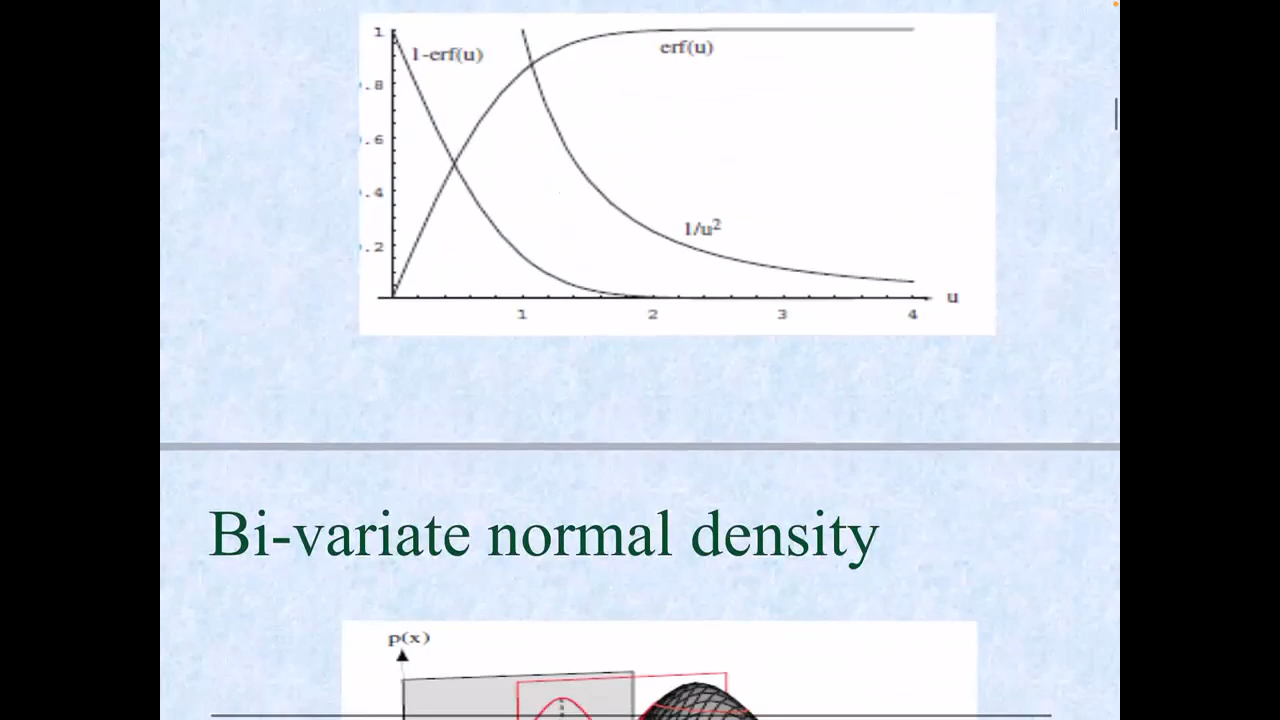 1
1-erf(u)
erf(u)
.8
.6
.4
1/u²
.2
u
1 2 3 4
Bi-variate normal density
p(x)